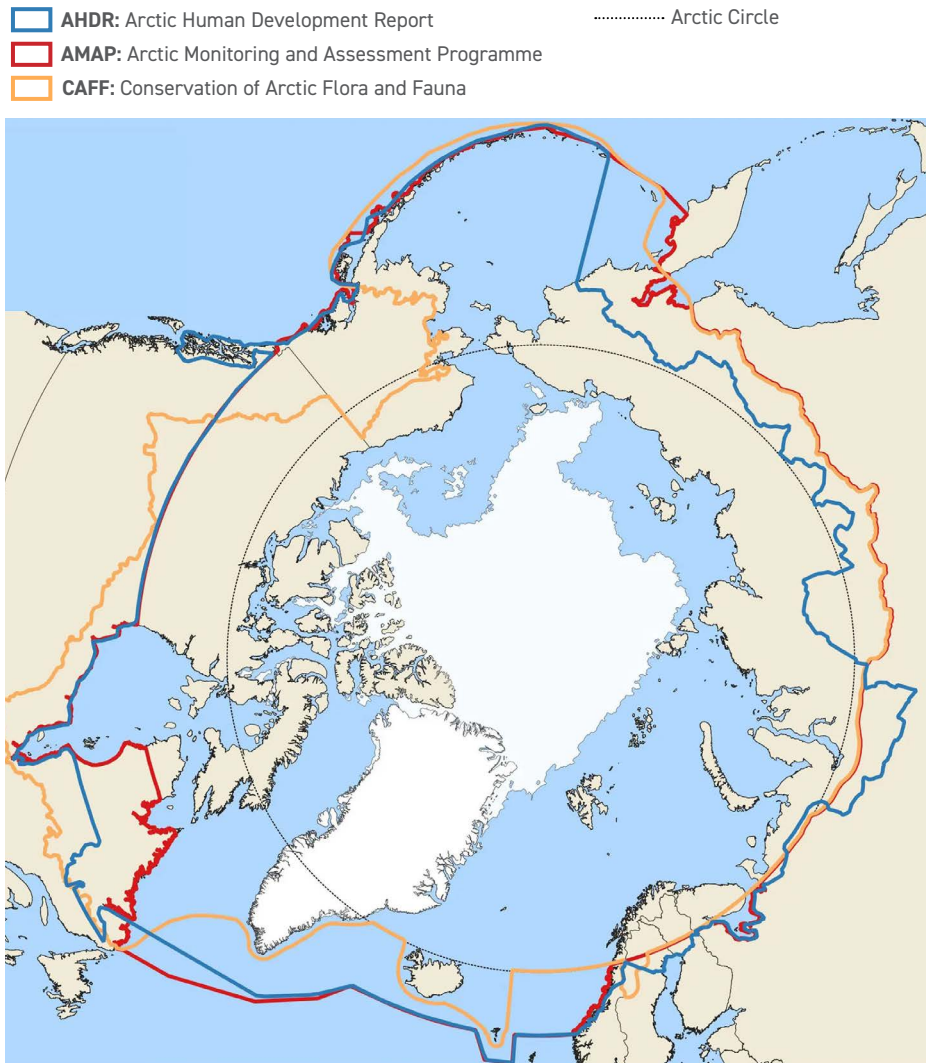 AHDR: Arctic Human Development Report
Arctic Circle
AMAP: Arctic Monitoring and Assessment Programme
CAFF: Conservation of Arctic Flora and Fauna